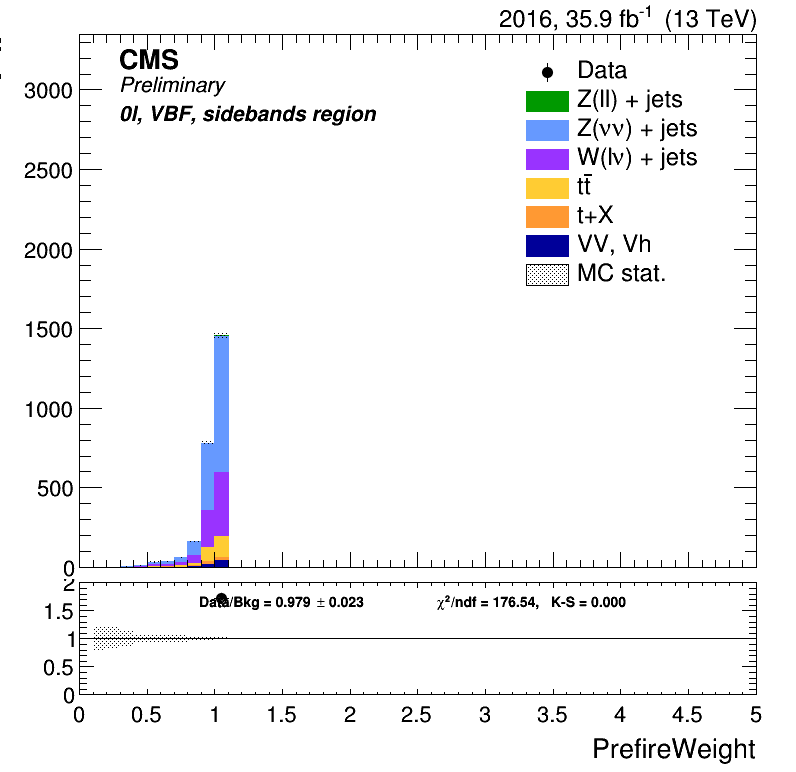 2016, 35.9 fb⁻¹ (13 TeV)
CMS
Preliminary
0l, VBF, sidebands region
Data
Z(ll) + jets
Z(νν) + jets
W(lν) + jets
tt̄
t+X
VV, Vh
MC stat.
3000
2500
2000
1500
1000
500
0
2
1.5
1
0.5
0
Data/Bkg = 0.979 ± 0.023
χ²/ndf = 176.54, K-S = 0.000
0 0.5 1 1.5 2 2.5 3 3.5 4 4.5 5
PrefireWeight